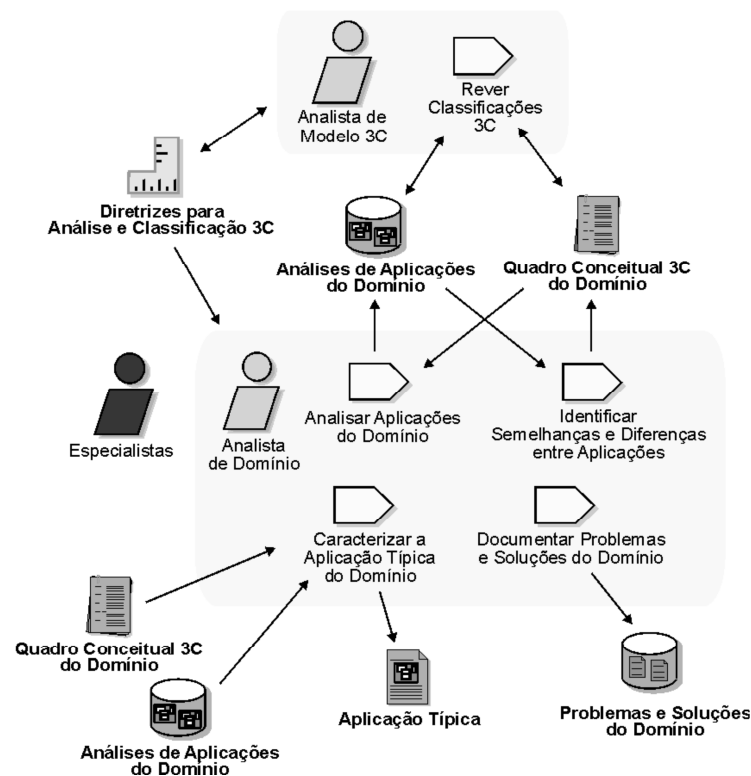 Analista de
Modelo 3C
Rever
Classificações
3C
Diretrizes para
Análise e Classificação 3C
Análises de Aplicações
do Domínio
Quadro Conceitual 3C
do Domínio
Especialistas
Analista
de Domínio
Analisar Aplicações
do Domínio
Identificar
Semelhanças e Diferenças
entre Aplicações
Caracterizar a
Aplicação Típica
do Domínio
Documentar Problemas
e Soluções do Domínio
Quadro Conceitual 3C
do Domínio
Análises de Aplicações
do Domínio
Aplicação Típica
Problemas e Soluções
do Domínio